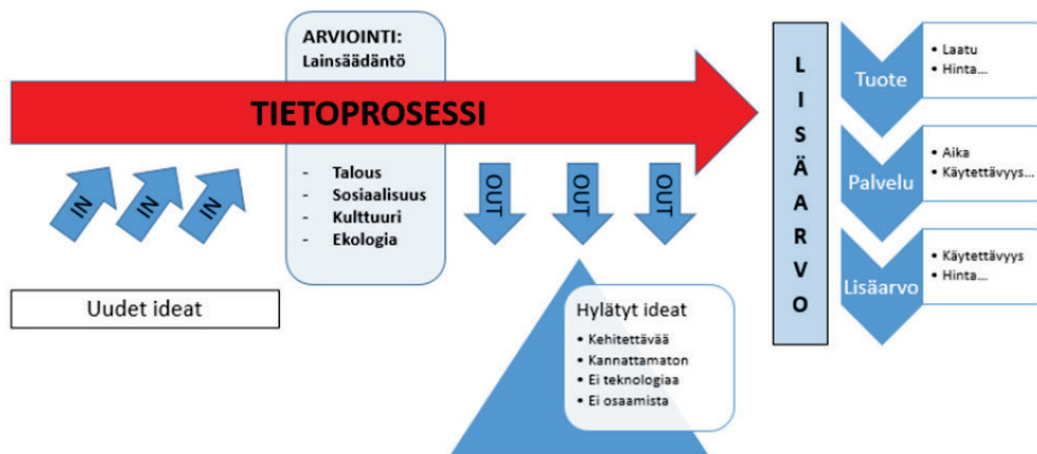 ARVIOINTI:
Lainsäädäntö
TIETOPROSESSI
- Talous
- Sosiaalisuus
- Kulttuuri
- Ekologia
IN
IN
IN
OUT
OUT
OUT
Uudet ideat
Hylätyt ideat
• Kehitettävää
• Kannattamaton
• Ei teknologiaa
• Ei osaamista
LISÄARVO
Tuote
• Laatu
• Hinta...
Palvelu
• Aika
• Käytettävyys...
Lisäarvo
• Käytettävyys
• Hinta...